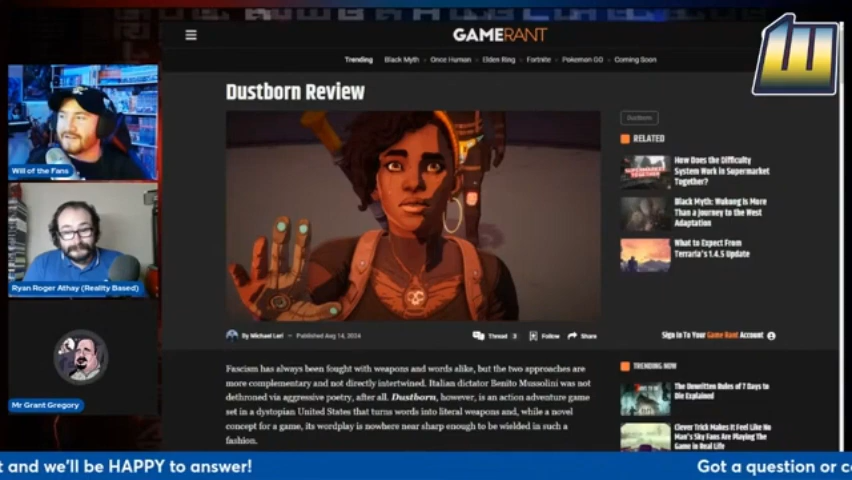 GAMERANT
Trending Black Myth Once Human Elden Ring Fortnite Pokemon GO Coming Soon
Dustborn Review
Dustborn
RELATED
How Does the Difficulty
System Work in Supermarket
Together?
Black Myth: Wukong Is More
Than a Journey to the West
Adaptation
What to Expect From
Terraria's 1.4.5 Update
Will of the Fans
Ryan Roger Athay (Reality Based)
Mr Grant Gregory
Published Aug 14, 2024
Thread 3 Follow Share
Sign In To Your Game Rant Account
Fascism has always been fought with weapons and words alike, but the two approaches are
more complementary and not directly intertwined. Italian dictator Benito Mussolini was not
dethroned via aggressive poetry, after all. Dustborn, however, is an action adventure game
set in a dystopian United States that turns words into literal weapons and, while a novel
concept for a game, its wordplay is nowhere near sharp enough to be wielded in such a
fashion.
TRENDING NOW
The Unwritten Rules of 7 Days to
Die Explained
Clever Trick Makes It Feel Like No
Man's Sky Fans Are Playing The
Game in Real Life
t and we'll be HAPPY to answer! Got a question or c